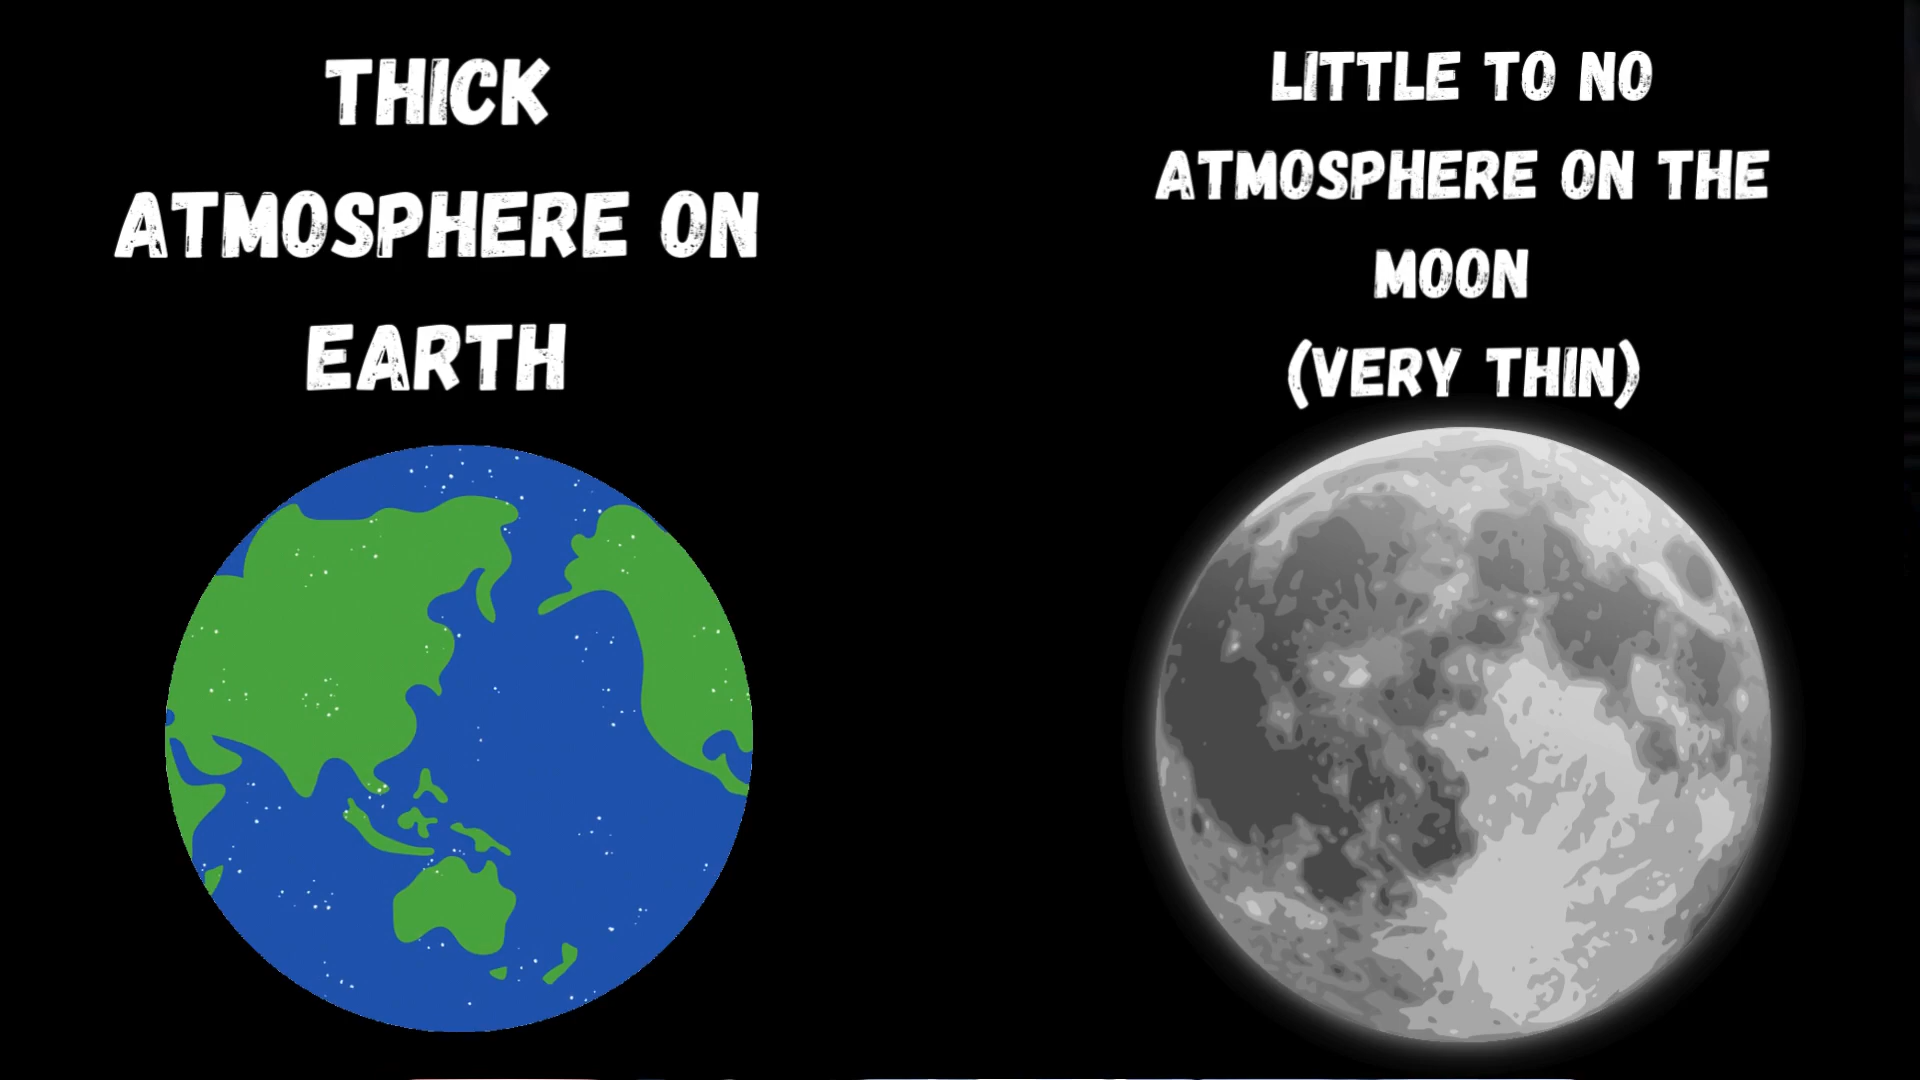 THICK
ATMOSPHERE ON
EARTH
LITTLE TO NO
ATMOSPHERE ON THE
MOON
(VERY THIN)